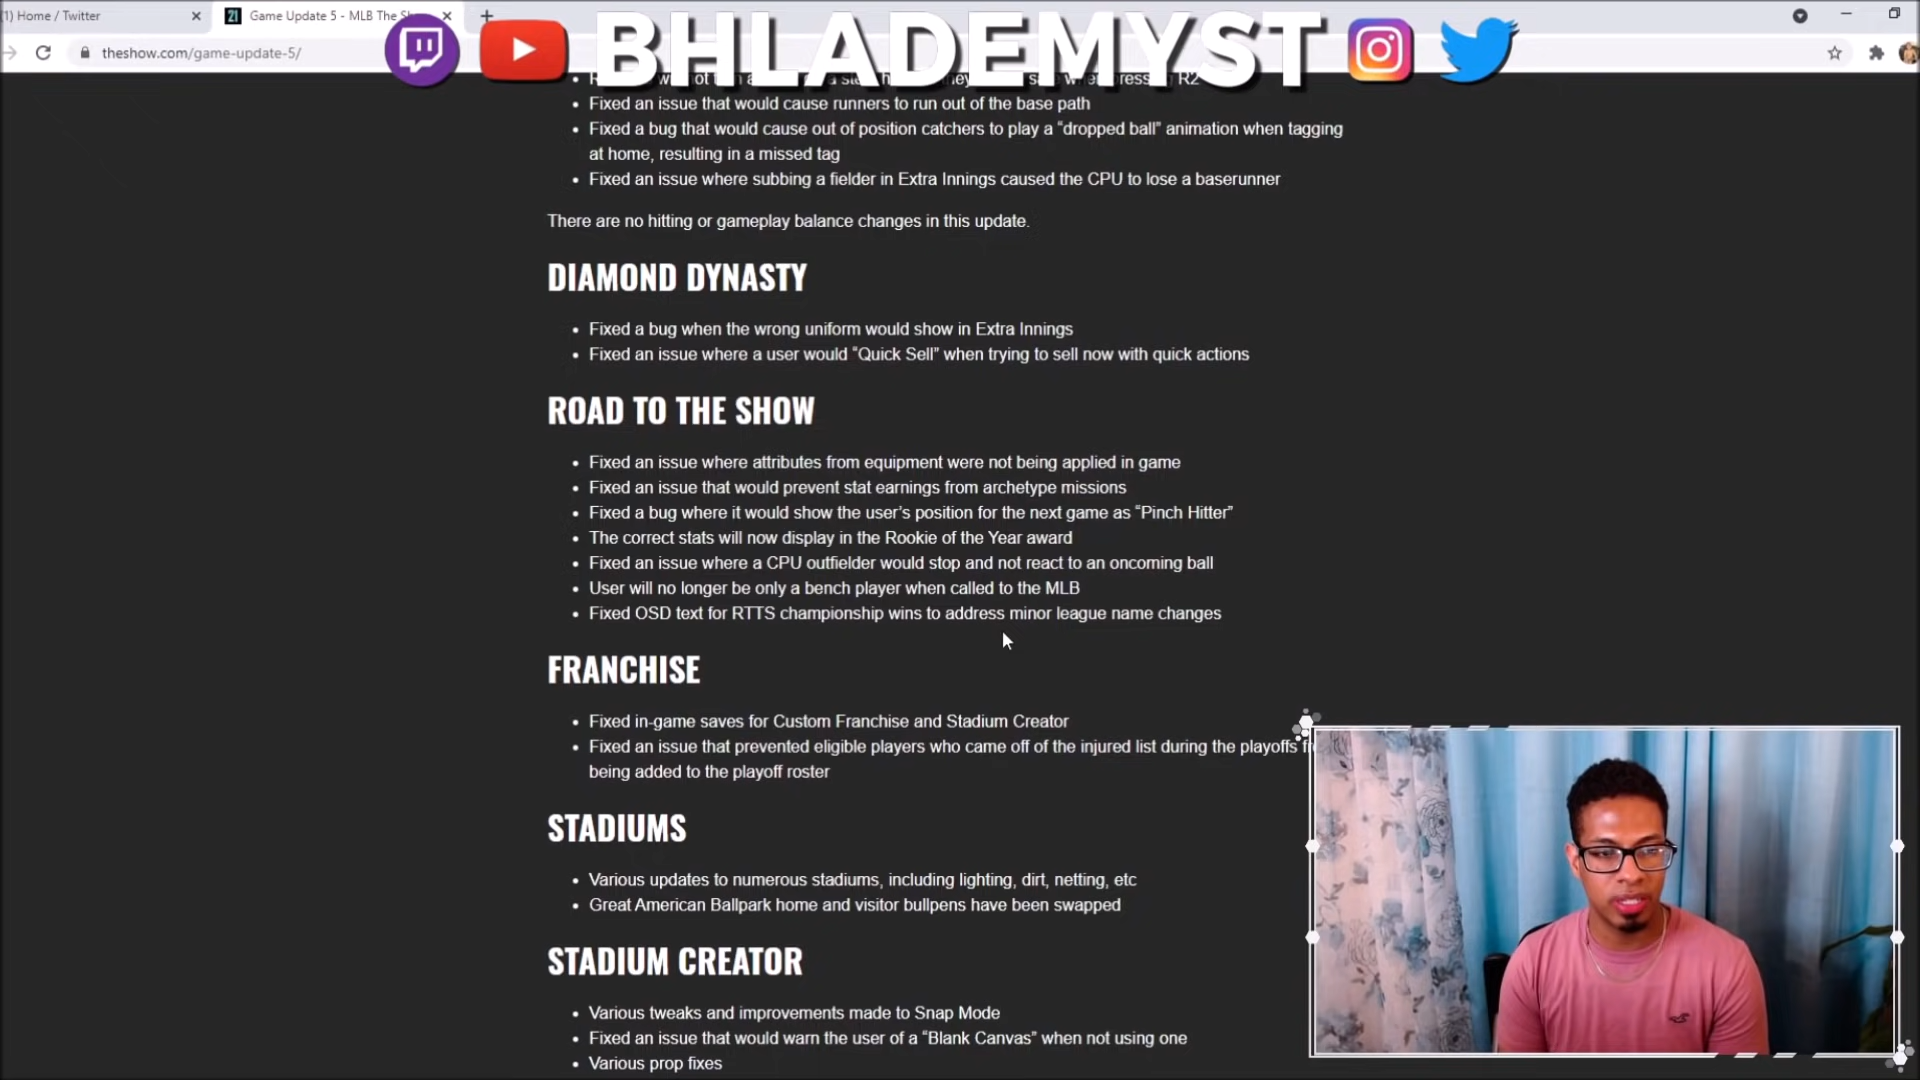 (1) Home / Twitter
21 Game Update 5 - MLB The Sh
theshow.com/game-update-5/
BHLADEMYST
R2
• Fixed an issue that would cause runners to run out of the base path
• Fixed a bug that would cause out of position catchers to play a “dropped ball” animation when tagging
at home, resulting in a missed tag
• Fixed an issue where subbing a fielder in Extra Innings caused the CPU to lose a baserunner
There are no hitting or gameplay balance changes in this update.
DIAMOND DYNASTY
• Fixed a bug when the wrong uniform would show in Extra Innings
• Fixed an issue where a user would “Quick Sell” when trying to sell now with quick actions
ROAD TO THE SHOW
• Fixed an issue where attributes from equipment were not being applied in game
• Fixed an issue that would prevent stat earnings from archetype missions
• Fixed a bug where it would show the user’s position for the next game as “Pinch Hitter”
• The correct stats will now display in the Rookie of the Year award
• Fixed an issue where a CPU outfielder would stop and not react to an oncoming ball
• User will no longer be only a bench player when called to the MLB
• Fixed OSD text for RTTS championship wins to address minor league name changes
FRANCHISE
• Fixed in-game saves for Custom Franchise and Stadium Creator
• Fixed an issue that prevented eligible players who came off of the injured list during the playoffs
being added to the playoff roster
STADIUMS
• Various updates to numerous stadiums, including lighting, dirt, netting, etc
• Great American Ballpark home and visitor bullpens have been swapped
STADIUM CREATOR
• Various tweaks and improvements made to Snap Mode
• Fixed an issue that would warn the user of a “Blank Canvas” when not using one
• Various prop fixes